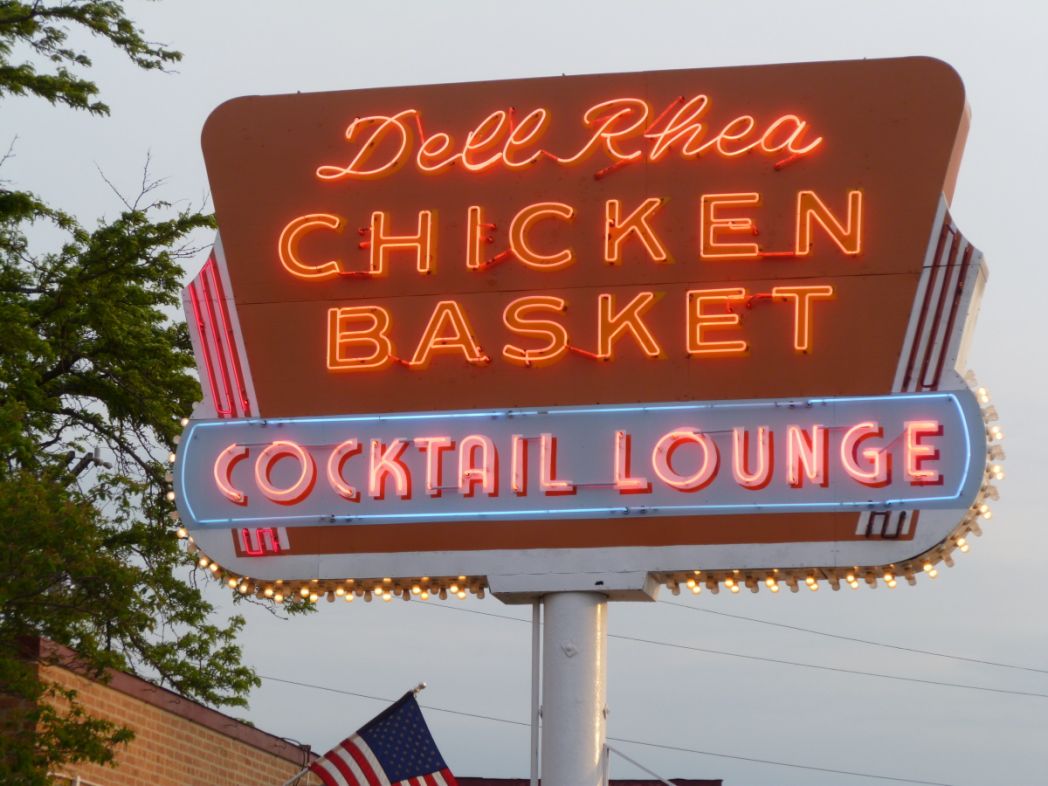 Dell Rhea
CHICKEN
BASKET
COCKTAIL LOUNGE